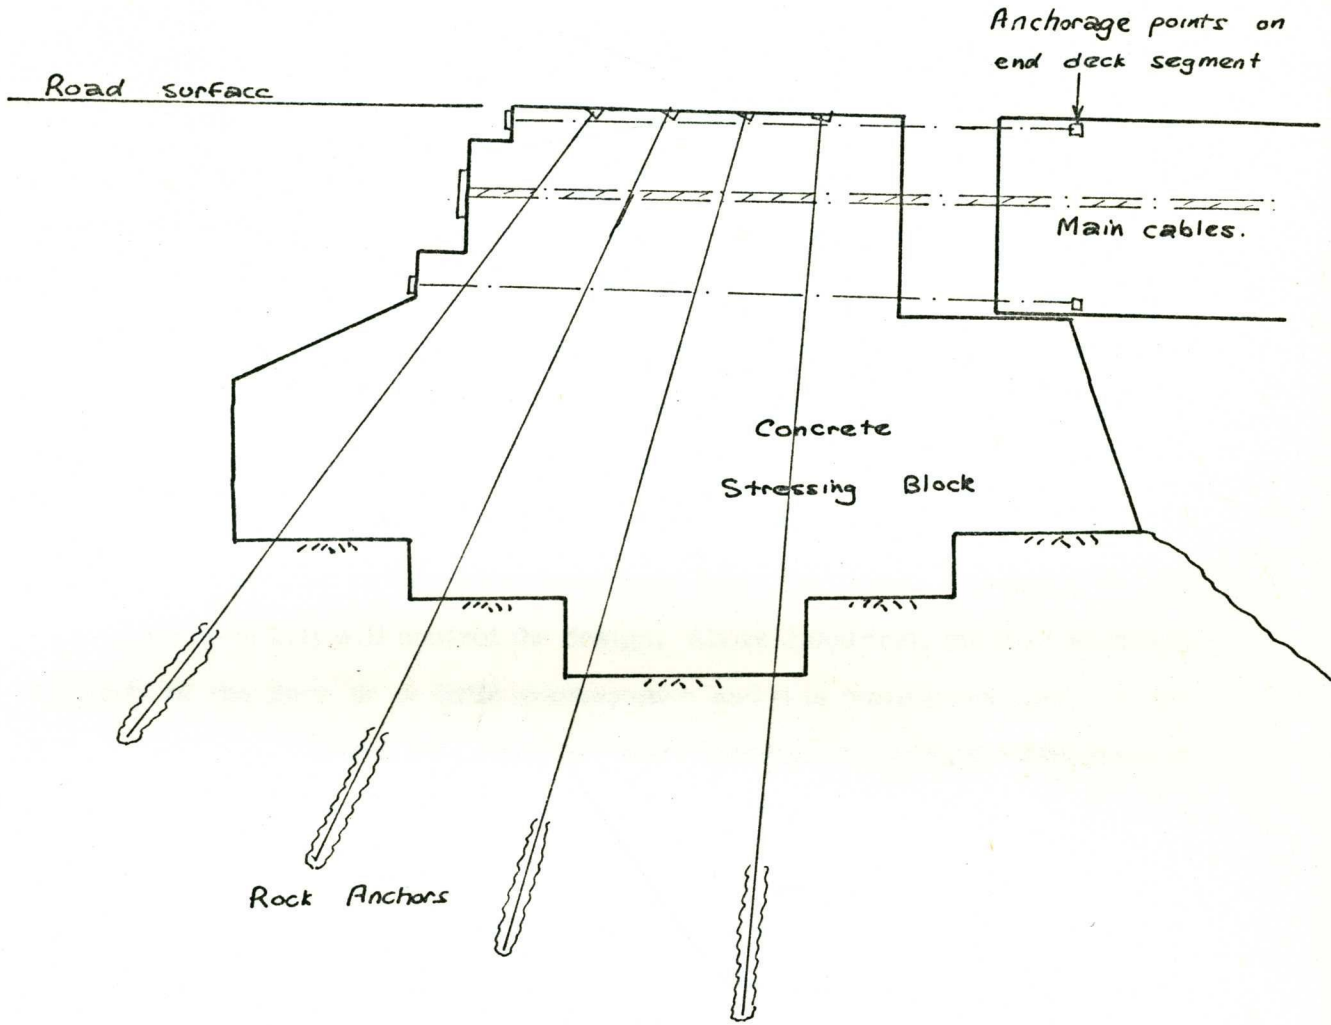 Anchorage points on
end deck segment
Road surface
Main cables.
Concrete
Stressing Block
Rock Anchors